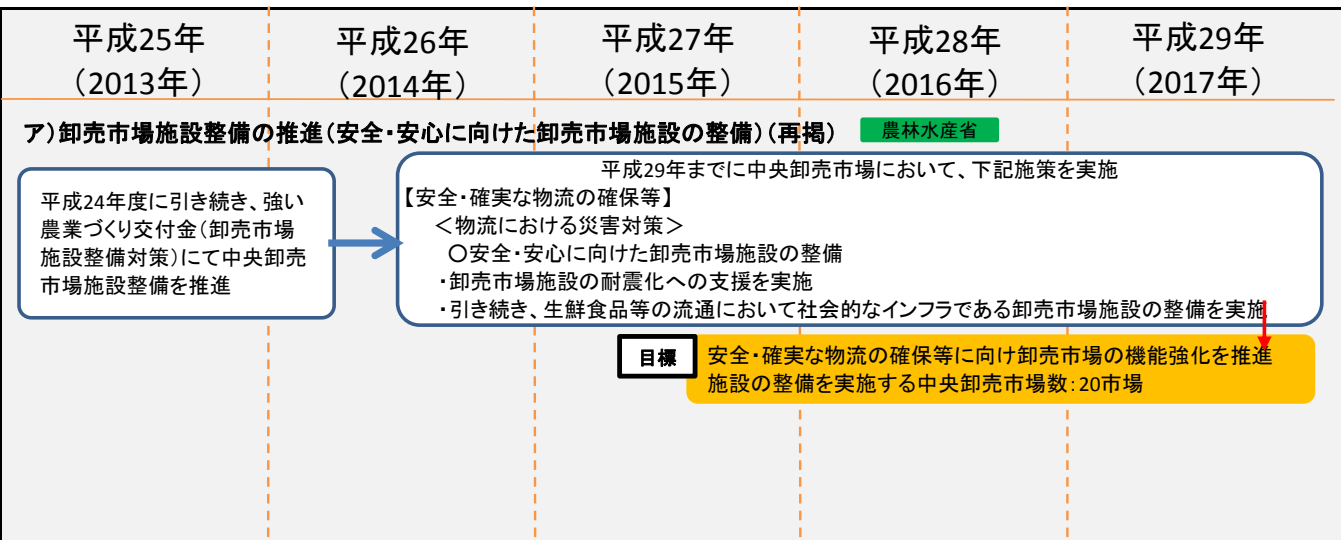 平成25年
(2013年)
平成26年
(2014年)
平成27年
(2015年)
平成28年
(2016年)
平成29年
(2017年)
ア)卸売市場施設整備の推進(安全・安心に向けた卸売市場施設の整備)(再掲)
農林水産省
平成24年度に引き続き、強い
農業づくり交付金(卸売市場
施設整備対策)にて中央卸売
市場施設整備を推進
平成29年までに中央卸売市場において、下記施策を実施
【安全・確実な物流の確保等】
<物流における災害対策>
○安全・安心に向けた卸売市場施設の整備
・卸売市場施設の耐震化への支援を実施
・引き続き、生鮮食品等の流通において社会的なインフラである卸売市場施設の整備を実施
目標
安全・確実な物流の確保等に向け卸売市場の機能強化を推進
施設の整備を実施する中央卸売市場数:20市場